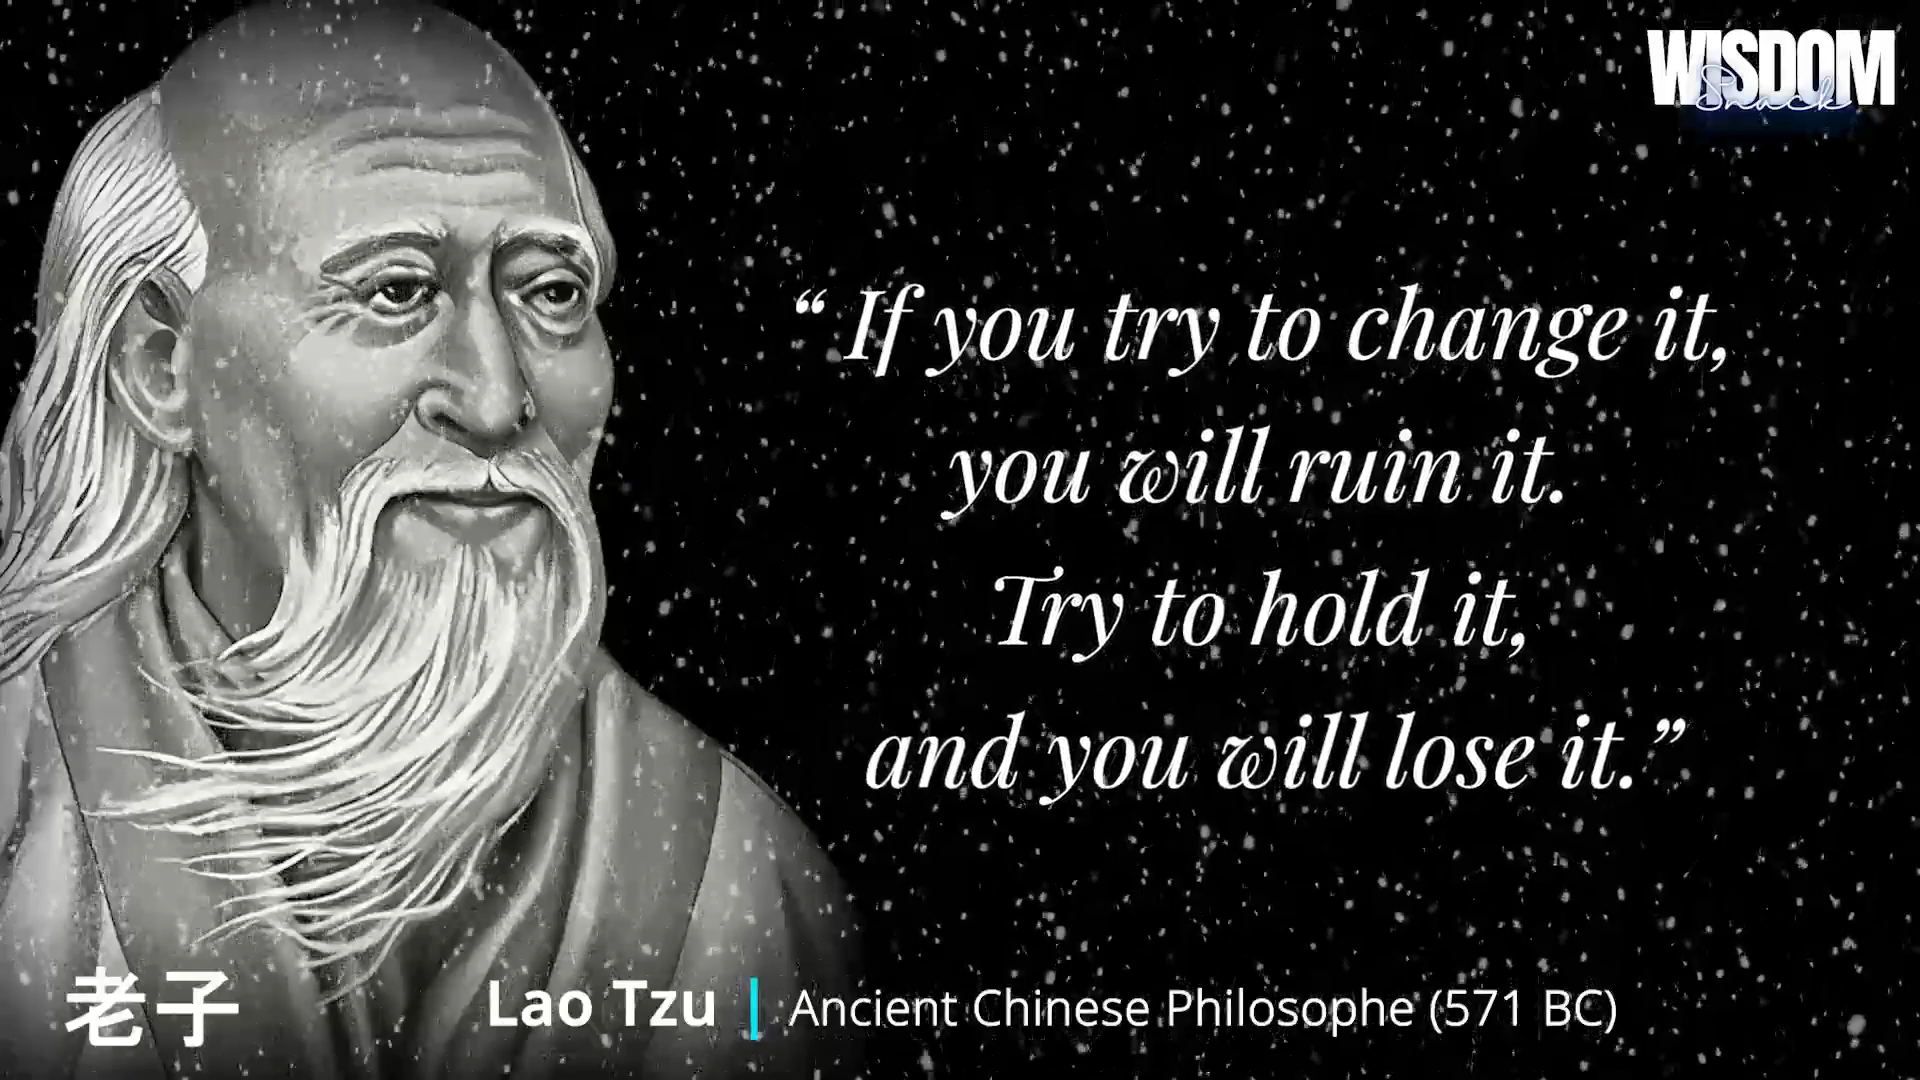 WISDOM
Snack
“ If you try to change it,
you will ruin it.
Try to hold it,
and you will lose it.”
老子
Lao Tzu | Ancient Chinese Philosophe (571 BC)